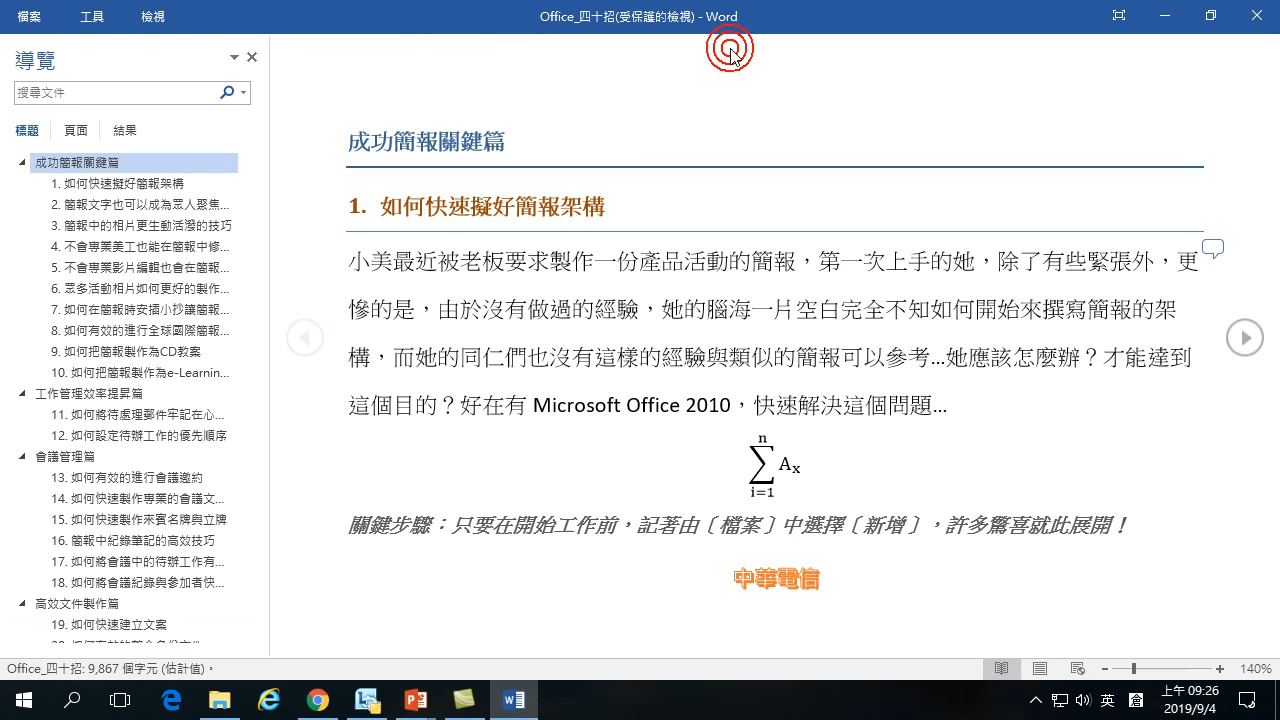 檔案 工具 檢視 Office_四十招(受保護的檢視) - Word
導覽
搜尋文件
標題 頁面 結果
成功簡報關鍵篇
1. 如何快速擬好簡報架構
2. 簡報文字也可以成為眾人聚焦...
3. 簡報中的相片更生動活潑的技巧
4. 不會專業美工也能在簡報中修...
5. 不會專業影片編輯也會在簡報...
6. 眾多活動相片如何更好的製作...
7. 如何在簡報時安插小抄讓簡報...
8. 如何有效的進行全球國際簡報...
9. 如何把簡報製作為CD教案
10. 如何把簡報製作為e-Learnin...
工作管理效率提昇篇
11. 如何將待處理郵件牢記在心...
12. 如何設定待辦工作的優先順序
會議管理篇
13. 如何有效的進行會議邀約
14. 如何快速製作專業的會議文...
15. 如何快速製作來賓名牌與立牌
16. 簡報中紀錄筆記的高效技巧
17. 如何將會議中的待辦工作有...
18. 如何將會議紀錄與參加者快...
高效文件製作篇
19. 如何快速建立文案
成功簡報關鍵篇
1. 如何快速擬好簡報架構
小美最近被老板要求製作一份產品活動的簡報，第一次上手的她，除了有些緊張外，更
慘的是，由於沒有做過的經驗，她的腦海一片空白完全不知如何開始來撰寫簡報的架
構，而她的同仁們也沒有這樣的經驗與類似的簡報可以參考...她應該怎麼辦？才能達到
這個目的？好在有 Microsoft Office 2010，快速解決這個問題...
n
∑ Aₓ
i=1
關鍵步驟：只要在開始工作前，記著由〔檔案〕中選擇〔新增〕，許多驚喜就此展開！
中華電信
Office_四十招: 9,867 個字元 (估計值)。 140%
英 上午 09:26
2019/9/4